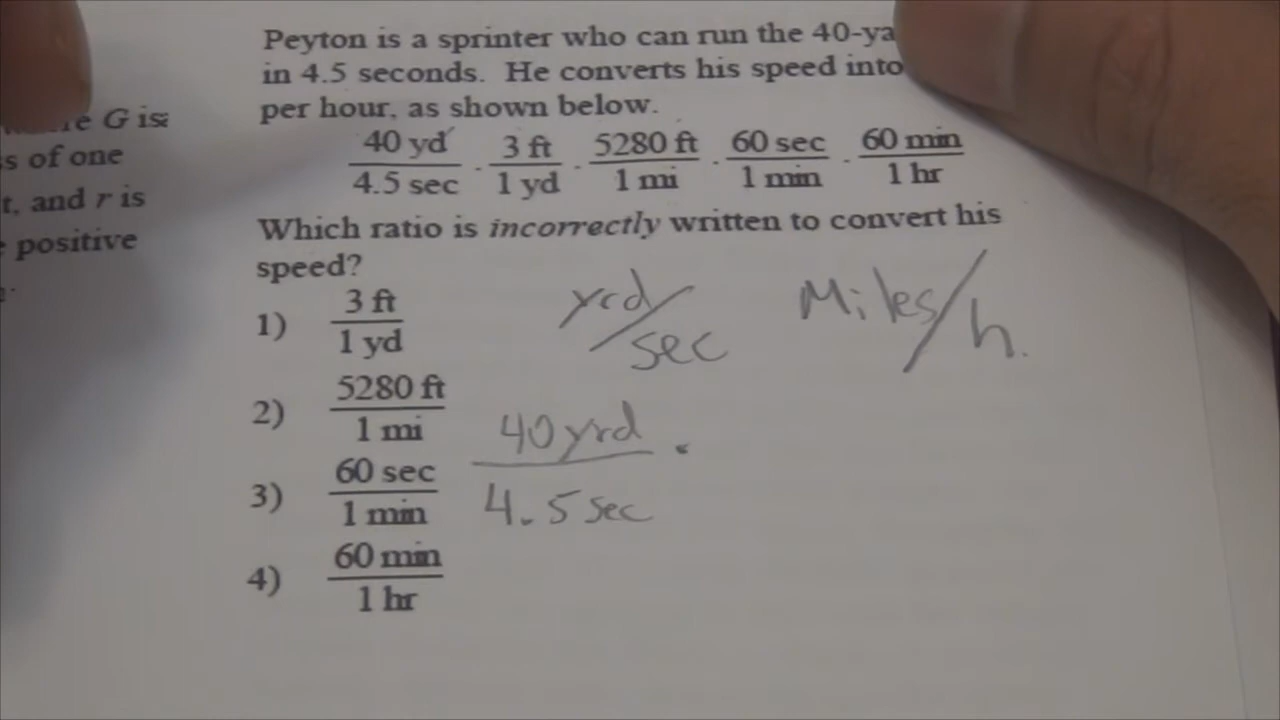 Peyton is a sprinter who can run the 40-ya
in 4.5 seconds. He converts his speed into
per hour, as shown below.
40 yd / 4.5 sec · 3 ft / 1 yd · 5280 ft / 1 mi · 60 sec / 1 min · 60 min / 1 hr
Which ratio is incorrectly written to convert his
speed?
1) 3 ft / 1 yd
2) 5280 ft / 1 mi
3) 60 sec / 1 min
4) 60 min / 1 hr
yrd/sec Miles/h.
40yrd / 4.5 sec ·
G is
s of one
t, and r is
positive